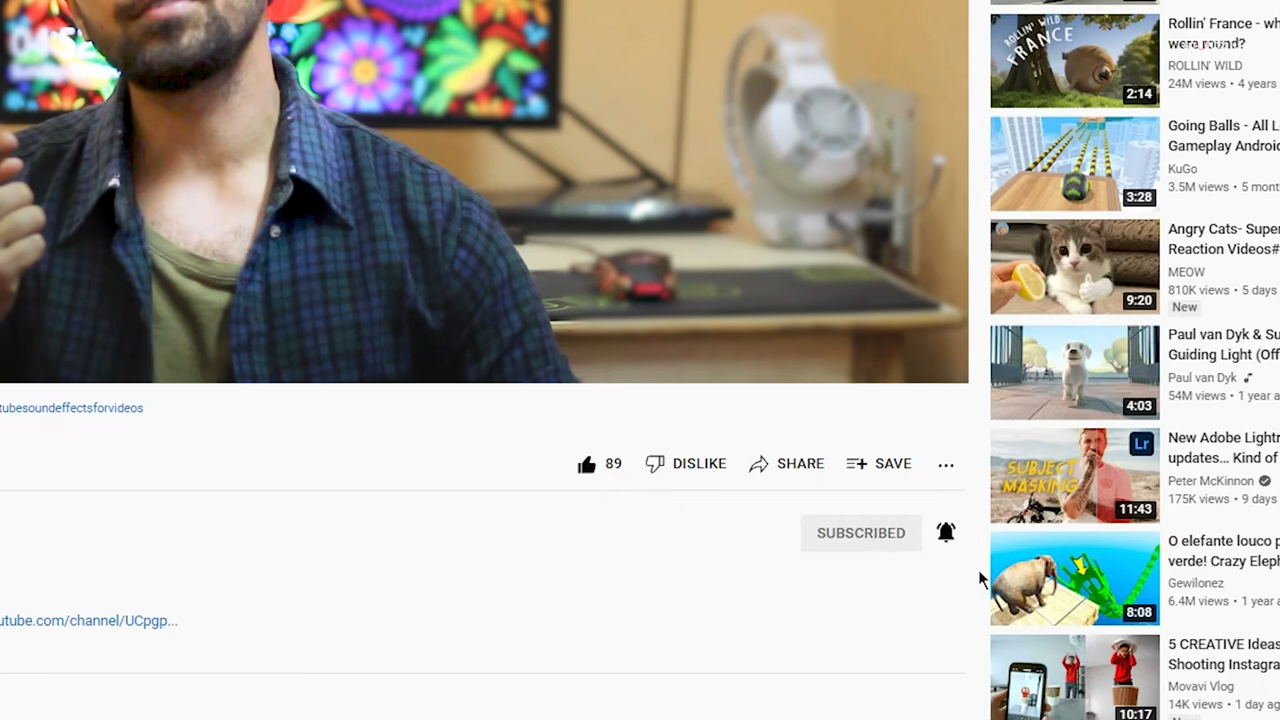 tubesoundeffectsforvideos
89
DISLIKE
SHARE
SAVE
SUBSCRIBED
utube.com/channel/UCpgp...
ROLLIN' WILD
FRANCE
2:14
Rollin' France - wh
were round?
ROLLIN' WILD
24M views • 4 years
3:28
Going Balls - All L
Gameplay Androi
KuGo
3.5M views • 5 mont
9:20
Angry Cats- Super
Reaction Videos#
MEOW
810K views • 5 days
New
4:03
Paul van Dyk & Su
Guiding Light (Off
Paul van Dyk
54M views • 1 year a
Lr
SUBJECT
MASKING
11:43
New Adobe Lightr
updates... Kind of
Peter McKinnon
175K views • 9 days
8:08
O elefante louco p
verde! Crazy Eleph
Gewilonez
6.4M views • 1 year a
10:17
5 CREATIVE Ideas
Shooting Instagra
Movavi Vlog
14K views • 1 day ag